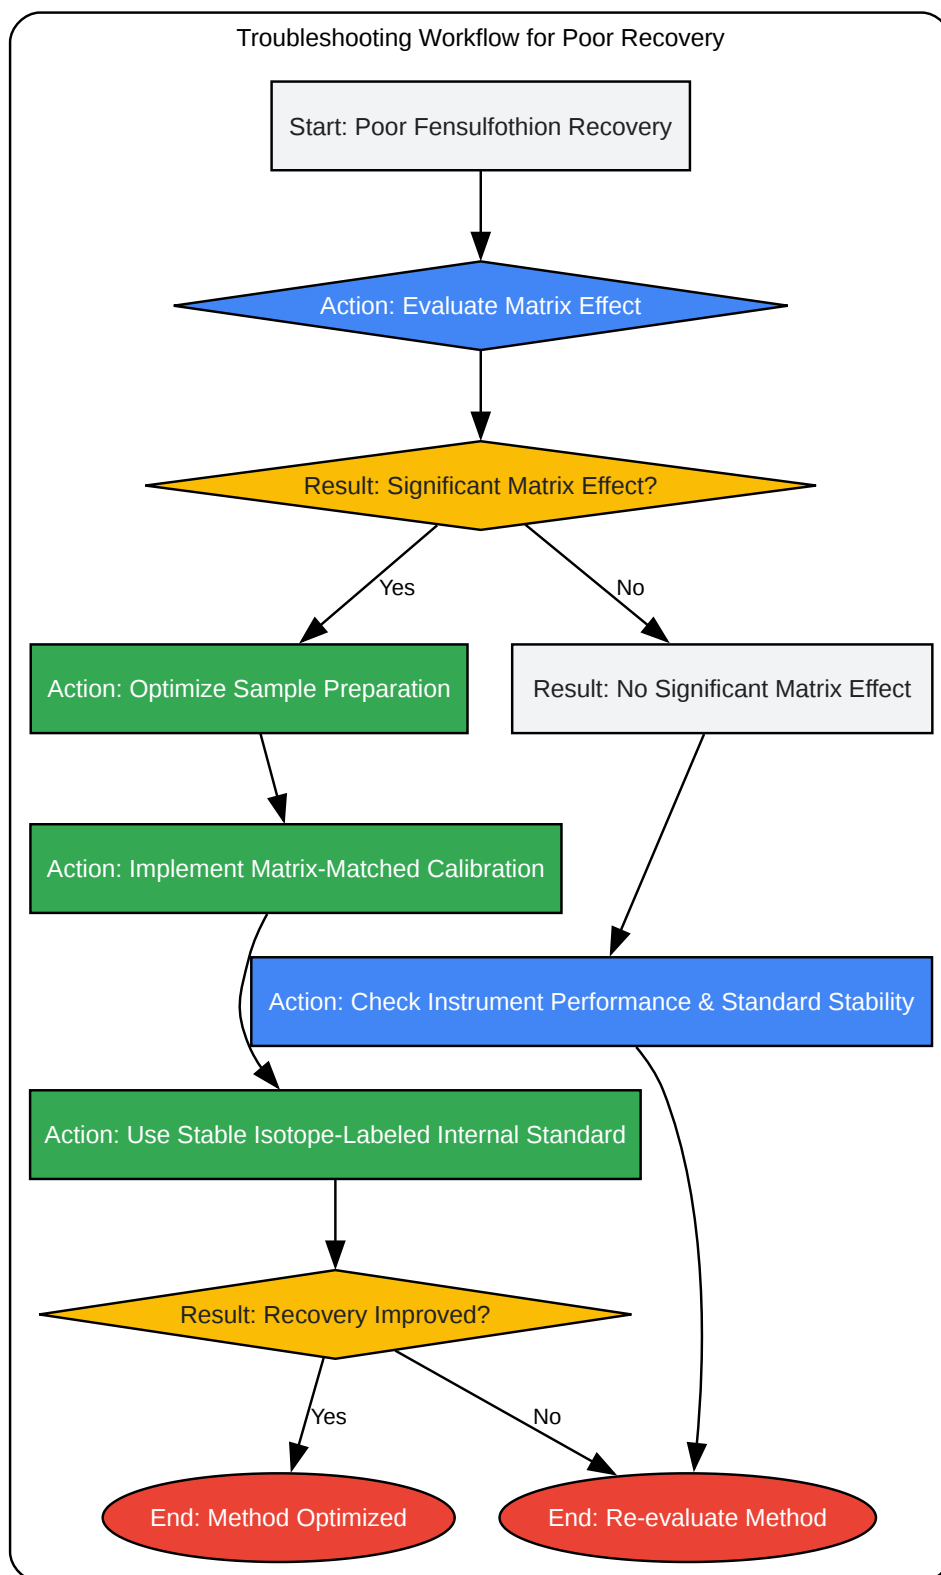 Troubleshooting Workflow for Poor Recovery
Start: Poor Fensulfothion Recovery
Action: Evaluate Matrix Effect
Result: Significant Matrix Effect?
Yes
No
Action: Optimize Sample Preparation
Result: No Significant Matrix Effect
Action: Implement Matrix-Matched Calibration
Action: Check Instrument Performance & Standard Stability
Action: Use Stable Isotope-Labeled Internal Standard
Result: Recovery Improved?
Yes
No
End: Method Optimized
End: Re-evaluate Method